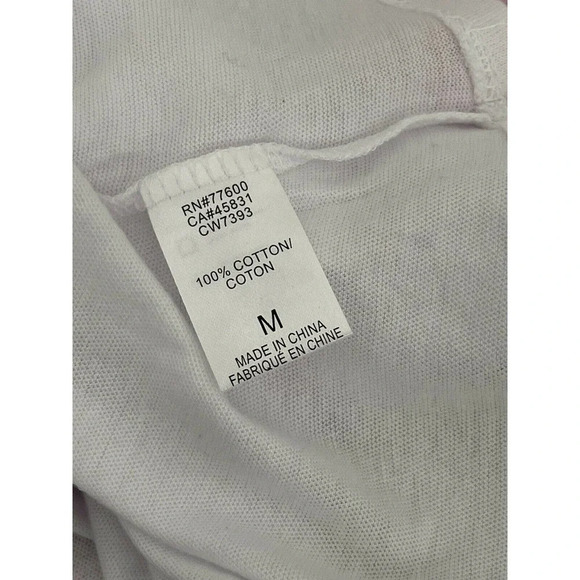 RN#77600
CA#45831
CW7393
100% COTTON/
COTON
M
MADE IN CHINA
FABRIQUÉ EN CHINE